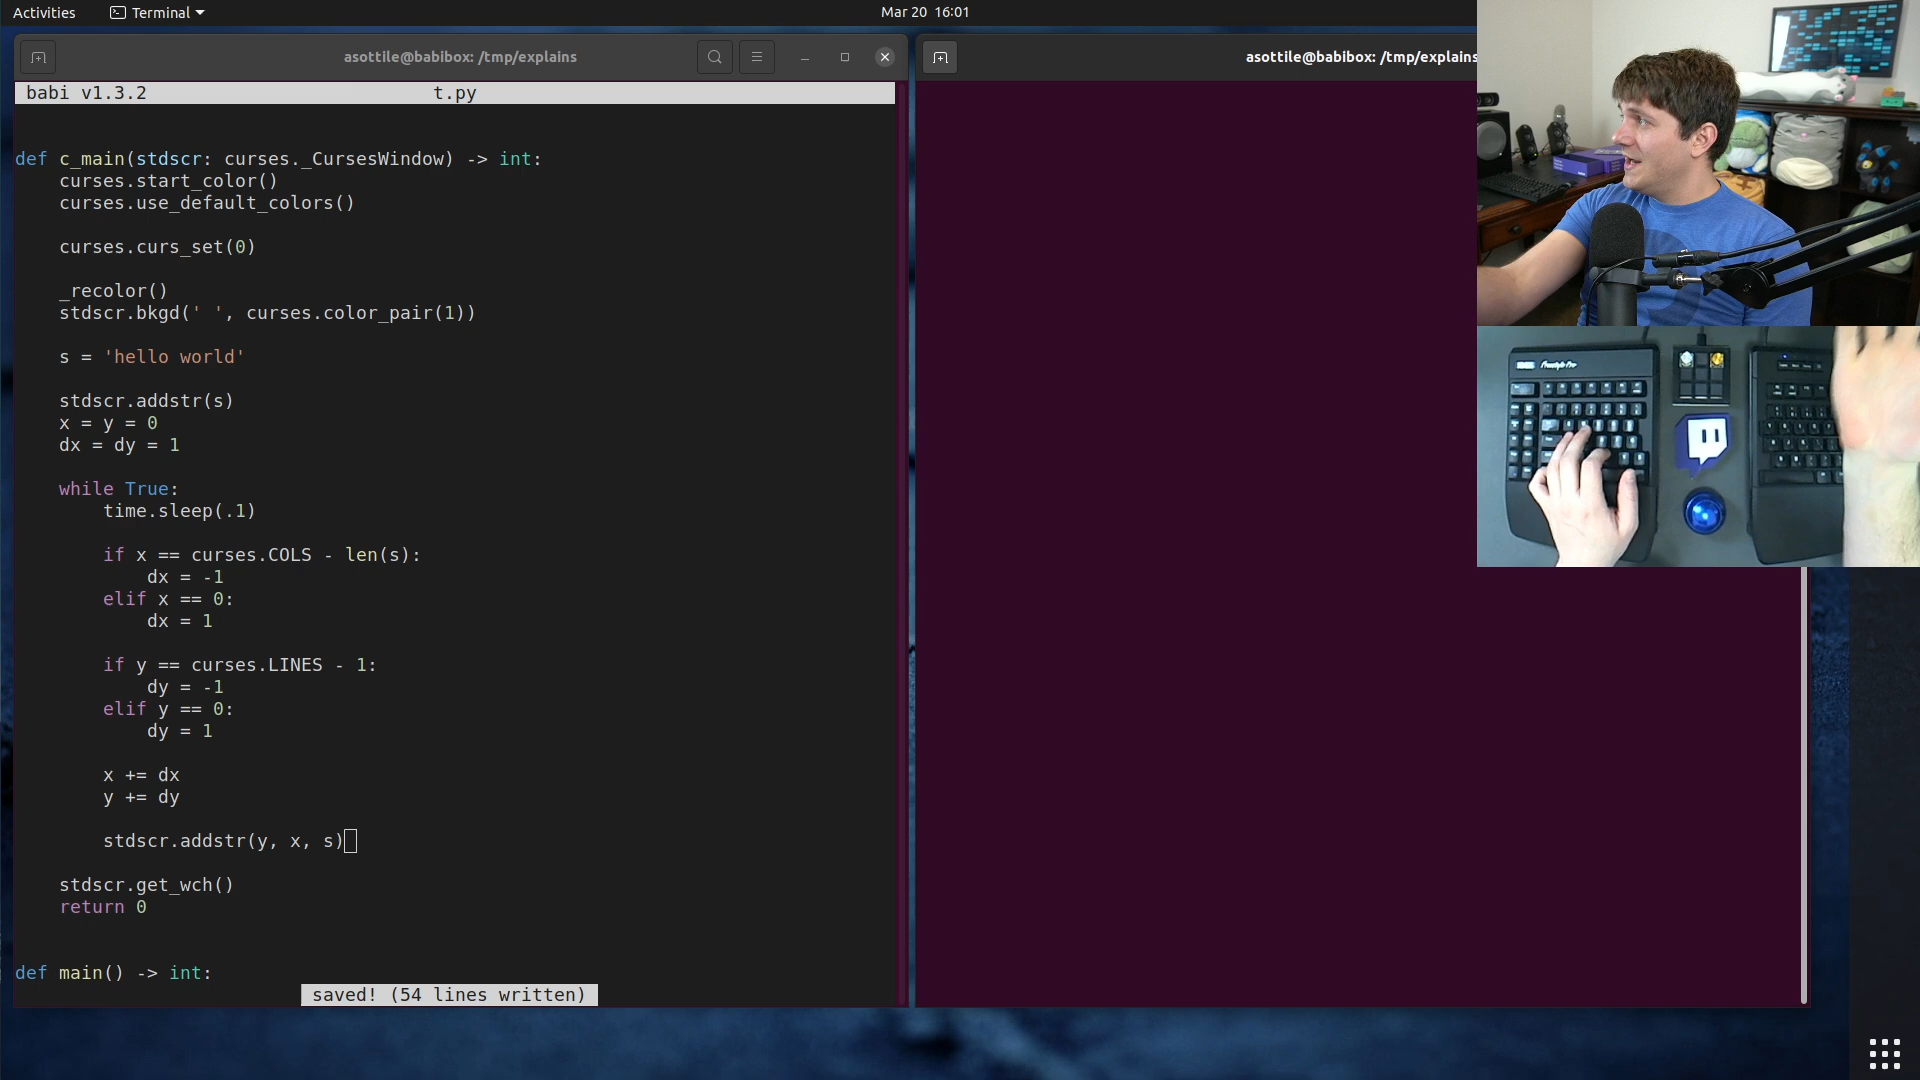 Activities
Terminal
Mar 20 16:01
asottile@babibox: /tmp/explains
asottile@babibox: /tmp/explains
babi v1.3.2 t.py
def c_main(stdscr: curses._CursesWindow) -> int:
    curses.start_color()
    curses.use_default_colors()
    curses.curs_set(0)
    _recolor()
    stdscr.bkgd(' ', curses.color_pair(1))
    s = 'hello world'
    stdscr.addstr(s)
    x = y = 0
    dx = dy = 1
    while True:
        time.sleep(.1)
        if x == curses.COLS - len(s):
            dx = -1
        elif x == 0:
            dx = 1
        if y == curses.LINES - 1:
            dy = -1
        elif y == 0:
            dy = 1
        x += dx
        y += dy
        stdscr.addstr(y, x, s)
    stdscr.get_wch()
    return 0
def main() -> int:
saved! (54 lines written)
Freestyle Pro